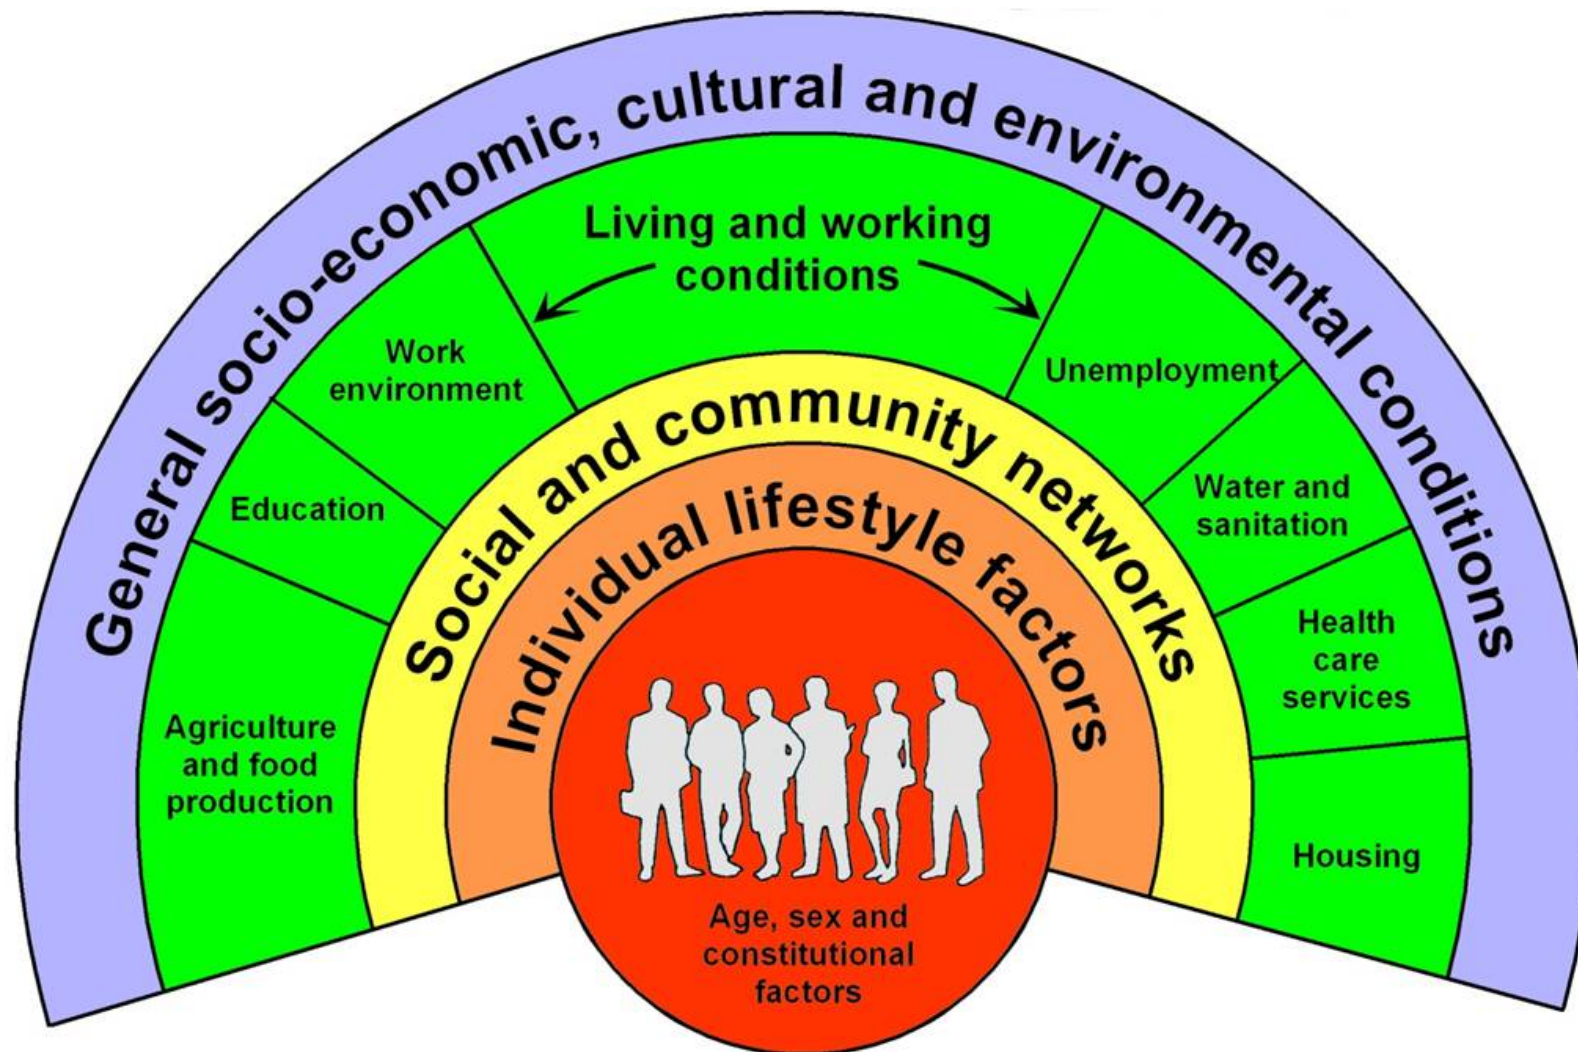 General socio-economic, cultural and environmental conditions
Living and working
conditions
Work
environment
Unemployment
Education
Water and
sanitation
Health
care
services
Agriculture
and food
production
Housing
Social and community networks
Individual lifestyle factors
Age, sex and
constitutional
factors